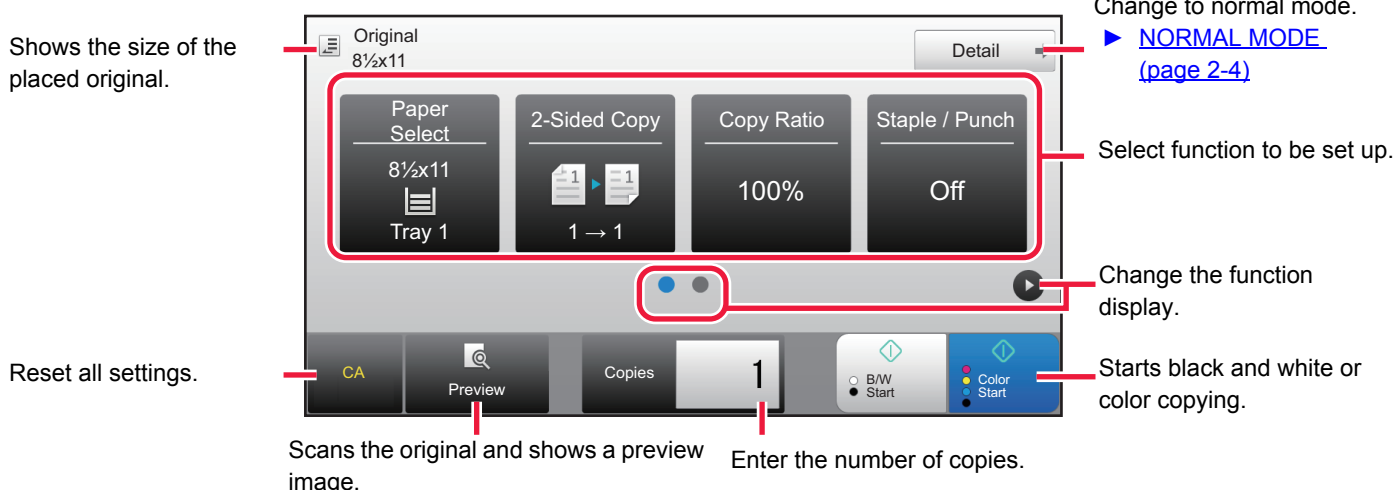 Change to normal mode.
► NORMAL MODE
(page 2-4)
Shows the size of the
placed original.
Original
8½x11
Detail
Paper
Select
8½x11
Tray 1
2-Sided Copy
1 1
1 → 1
Copy Ratio
100%
Staple / Punch
Off
Select function to be set up.
Change the function
display.
Reset all settings.
CA
Preview
Copies
1
B/W
Start
Color
Start
Starts black and white or
color copying.
Scans the original and shows a preview
image.
Enter the number of copies.